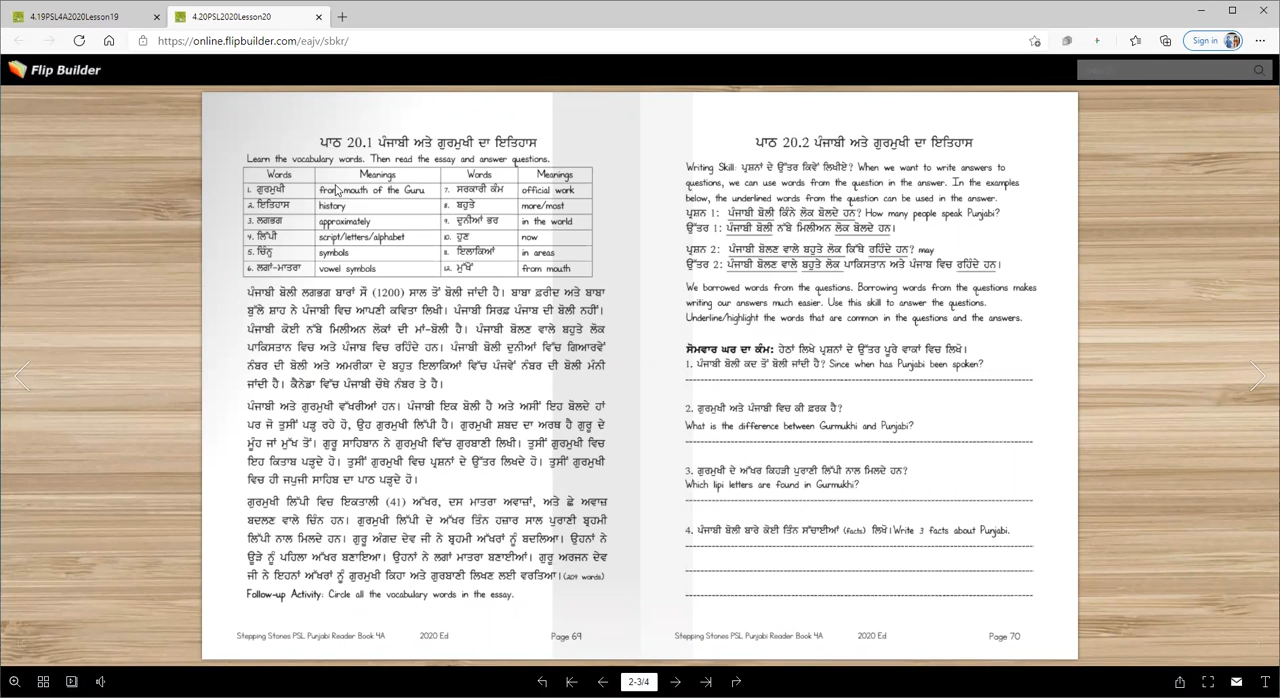 4.19PSL4A2020Lesson19
4.20PSL2020Lesson20
https://online.flipbuilder.com/eajv/sbkr/
Sign in
Flip Builder
ਪਾਠ 20.1 ਪੰਜਾਬੀ ਅਤੇ ਗੁਰਮੁਖੀ ਦਾ ਇਤਿਹਾਸ
Learn the vocabulary words. Then read the essay and answer questions.
Words Meanings Words Meanings
1. ਗੁਰਮੁਖੀ from mouth of the Guru 7. ਸਰਕਾਰੀ ਕੰਮ official work
2. ਇਤਿਹਾਸ history 8. ਬਹੁਤੇ more/most
3. ਲਗਭਗ approximately 9. ਦੁਨੀਆਂ ਭਰ in the world
4. ਲਿੱਪੀ script/letters/alphabet 10. ਹੁਣ now
5. ਚਿੰਨ੍ਹ symbols 11. ਇਲਾਕਿਆਂ in areas
6. ਲਗਾਂ-ਮਾਤਰਾ vowel symbols 12. ਮੁੱਖੋਂ from mouth
ਪੰਜਾਬੀ ਬੋਲੀ ਲਗਭਗ ਬਾਰਾਂ ਸੌ (1200) ਸਾਲ ਤੋਂ ਬੋਲੀ ਜਾਂਦੀ ਹੈ। ਬਾਬਾ ਫ਼ਰੀਦ ਅਤੇ ਬਾਬਾ
ਬੁੱਲੇ ਸ਼ਾਹ ਨੇ ਪੰਜਾਬੀ ਵਿਚ ਆਪਣੀ ਕਵਿਤਾ ਲਿਖੀ। ਪੰਜਾਬੀ ਸਿਰਫ਼ ਪੰਜਾਬ ਦੀ ਬੋਲੀ ਨਹੀਂ।
ਪੰਜਾਬੀ ਕੋਈ ਨੱਬੇ ਮਿਲੀਅਨ ਲੋਕਾਂ ਦੀ ਮਾਂ-ਬੋਲੀ ਹੈ। ਪੰਜਾਬੀ ਬੋਲਣ ਵਾਲੇ ਬਹੁਤੇ ਲੋਕ
ਪਾਕਿਸਤਾਨ ਵਿਚ ਅਤੇ ਪੰਜਾਬ ਵਿਚ ਰਹਿੰਦੇ ਹਨ। ਪੰਜਾਬੀ ਬੋਲੀ ਦੁਨੀਆਂ ਵਿੱਚ ਗਿਆਰਵੇਂ
ਨੰਬਰ ਦੀ ਬੋਲੀ ਅਤੇ ਅਮਰੀਕਾ ਦੇ ਬਹੁਤ ਇਲਾਕਿਆਂ ਵਿੱਚ ਪੰਜਵੇਂ ਨੰਬਰ ਦੀ ਬੋਲੀ ਮੰਨੀ
ਜਾਂਦੀ ਹੈ। ਕੈਨੇਡਾ ਵਿੱਚ ਪੰਜਾਬੀ ਚੌਥੇ ਨੰਬਰ ਤੇ ਹੈ।
ਪੰਜਾਬੀ ਅਤੇ ਗੁਰਮੁਖੀ ਵੱਖਰੀਆਂ ਹਨ। ਪੰਜਾਬੀ ਇਕ ਬੋਲੀ ਹੈ ਅਤੇ ਅਸੀਂ ਇਹ ਬੋਲਦੇ ਹਾਂ
ਪਰ ਜੋ ਤੁਸੀਂ ਪੜ੍ਹ ਰਹੇ ਹੋ, ਉਹ ਗੁਰਮੁਖੀ ਲਿੱਪੀ ਹੈ। ਗੁਰਮੁਖੀ ਸ਼ਬਦ ਦਾ ਅਰਥ ਹੈ ਗੁਰੂ ਦੇ
ਮੂੰਹ ਜਾਂ ਮੁੱਖ ਤੋਂ। ਗੁਰੂ ਸਾਹਿਬਾਨ ਨੇ ਗੁਰਮੁਖੀ ਵਿੱਚ ਗੁਰਬਾਣੀ ਲਿਖੀ। ਤੁਸੀਂ ਗੁਰਮੁਖੀ ਵਿਚ
ਇਹ ਕਿਤਾਬ ਪੜ੍ਹਦੇ ਹੋ। ਤੁਸੀਂ ਗੁਰਮੁਖੀ ਵਿਚ ਪ੍ਰਸ਼ਨਾਂ ਦੇ ਉੱਤਰ ਲਿਖਦੇ ਹੋ। ਤੁਸੀਂ ਗੁਰਮੁਖੀ
ਵਿਚ ਹੀ ਜਪੁਜੀ ਸਾਹਿਬ ਦਾ ਪਾਠ ਪੜ੍ਹਦੇ ਹੋ।
ਗੁਰਮੁਖੀ ਲਿੱਪੀ ਵਿਚ ਇਕਤਾਲੀ (41) ਅੱਖਰ, ਦਸ ਮਾਤਰਾ ਅਵਾਜ਼ਾਂ, ਅਤੇ ਛੇ ਅਵਾਜ਼
ਬਦਲਣ ਵਾਲੇ ਚਿੰਨ ਹਨ। ਗੁਰਮੁਖੀ ਲਿੱਪੀ ਦੇ ਅੱਖਰ ਤਿੰਨ ਹਜ਼ਾਰ ਸਾਲ ਪੁਰਾਣੀ ਬ੍ਰਹਮੀ
ਲਿੱਪੀ ਨਾਲ ਮਿਲਦੇ ਹਨ। ਗੁਰੂ ਅੰਗਦ ਦੇਵ ਜੀ ਨੇ ਬ੍ਰਹਮੀ ਅੱਖਰਾਂ ਨੂੰ ਬਦਲਿਆ। ਉਹਨਾਂ ਨੇ
ਊੜੇ ਨੂੰ ਪਹਿਲਾ ਅੱਖਰ ਬਣਾਇਆ। ਉਹਨਾਂ ਨੇ ਲਗਾਂ ਮਾਤਰਾ ਬਣਾਈਆਂ। ਗੁਰੂ ਅਰਜਨ ਦੇਵ
ਜੀ ਨੇ ਇਹਨਾਂ ਅੱਖਰਾਂ ਨੂੰ ਗੁਰਮੁਖੀ ਕਿਹਾ ਅਤੇ ਗੁਰਬਾਣੀ ਲਿਖਣ ਲਈ ਵਰਤਿਆ। (209 words)
Follow-up Activity: Circle all the vocabulary words in the essay.
Stepping Stones PSL Punjabi Reader Book 4A 2020 Ed Page 69
ਪਾਠ 20.2 ਪੰਜਾਬੀ ਅਤੇ ਗੁਰਮੁਖੀ ਦਾ ਇਤਿਹਾਸ
Writing Skill: ਪ੍ਰਸ਼ਨਾਂ ਦੇ ਉੱਤਰ ਕਿਵੇਂ ਲਿਖੀਏ? When we want to write answers to
questions, we can use words from the question in the answer. In the examples
below, the underlined words from the question can be used in the answer.
ਪ੍ਰਸ਼ਨ 1: ਪੰਜਾਬੀ ਬੋਲੀ ਕਿੰਨੇ ਲੋਕ ਬੋਲਦੇ ਹਨ? How many people speak Punjabi?
ਉੱਤਰ 1: ਪੰਜਾਬੀ ਬੋਲੀ ਨੱਬੇ ਮਿਲੀਅਨ ਲੋਕ ਬੋਲਦੇ ਹਨ।
ਪ੍ਰਸ਼ਨ 2: ਪੰਜਾਬੀ ਬੋਲਣ ਵਾਲੇ ਬਹੁਤੇ ਲੋਕ ਕਿੱਥੇ ਰਹਿੰਦੇ ਹਨ? may
ਉੱਤਰ 2: ਪੰਜਾਬੀ ਬੋਲਣ ਵਾਲੇ ਬਹੁਤੇ ਲੋਕ ਪਾਕਿਸਤਾਨ ਅਤੇ ਪੰਜਾਬ ਵਿਚ ਰਹਿੰਦੇ ਹਨ।
We borrowed words from the questions. Borrowing words from the questions makes
writing our answers much easier. Use this skill to answer the questions.
Underline/highlight the words that are common in the questions and the answers.
ਸੋਮਵਾਰ ਘਰ ਦਾ ਕੰਮ: ਹੇਠਾਂ ਲਿਖੇ ਪ੍ਰਸ਼ਨਾਂ ਦੇ ਉੱਤਰ ਪੂਰੇ ਵਾਕਾਂ ਵਿਚ ਲਿਖੋ।
1. ਪੰਜਾਬੀ ਬੋਲੀ ਕਦ ਤੋਂ ਬੋਲੀ ਜਾਂਦੀ ਹੈ? Since when has Punjabi been spoken?
2. ਗੁਰਮੁਖੀ ਅਤੇ ਪੰਜਾਬੀ ਵਿਚ ਕੀ ਫ਼ਰਕ ਹੈ?
What is the difference between Gurmukhi and Punjabi?
3. ਗੁਰਮੁਖੀ ਦੇ ਅੱਖਰ ਕਿਹੜੀ ਪੁਰਾਣੀ ਲਿੱਪੀ ਨਾਲ ਮਿਲਦੇ ਹਨ?
Which lipi letters are found in Gurmukhi?
4. ਪੰਜਾਬੀ ਬੋਲੀ ਬਾਰੇ ਕੋਈ ਤਿੰਨ ਸੱਚਾਈਆਂ (facts) ਲਿਖੋ। Write 3 facts about Punjabi.
Stepping Stones PSL Punjabi Reader Book 4A 2020 Ed Page 70
2-3/4